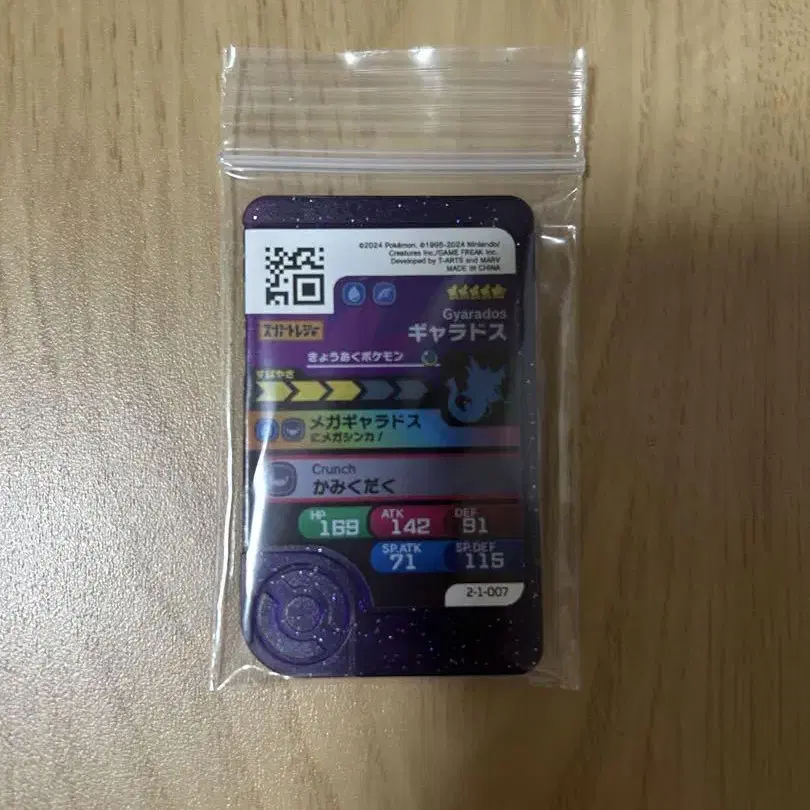 ©2024 Pokémon. ©1995-2024 Nintendo/
Creatures Inc./GAME FREAK Inc.
Developed by T-ARTS and MARV
MADE IN CHINA
Gyarados
スーパートレジャー
ギャラドス
きょうあくポケモン
すばやさ
メガギャラドス
にメガシンカ!
Crunch
かみくだく
HP 169 ATK 142 DEF 91
SP.ATK 71 SP.DEF 115
2-1-007